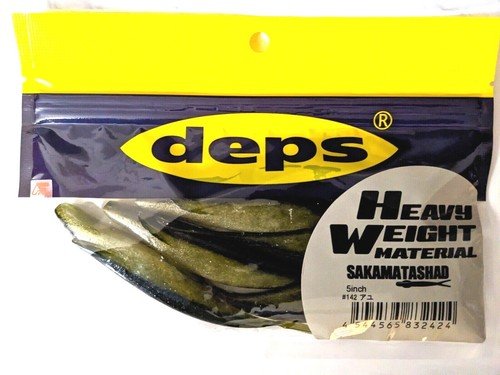 deps®
HEAVY
WEIGHT
MATERIAL
SAKAMATASHAD
5inch
#142 アユ
4 544565 832424